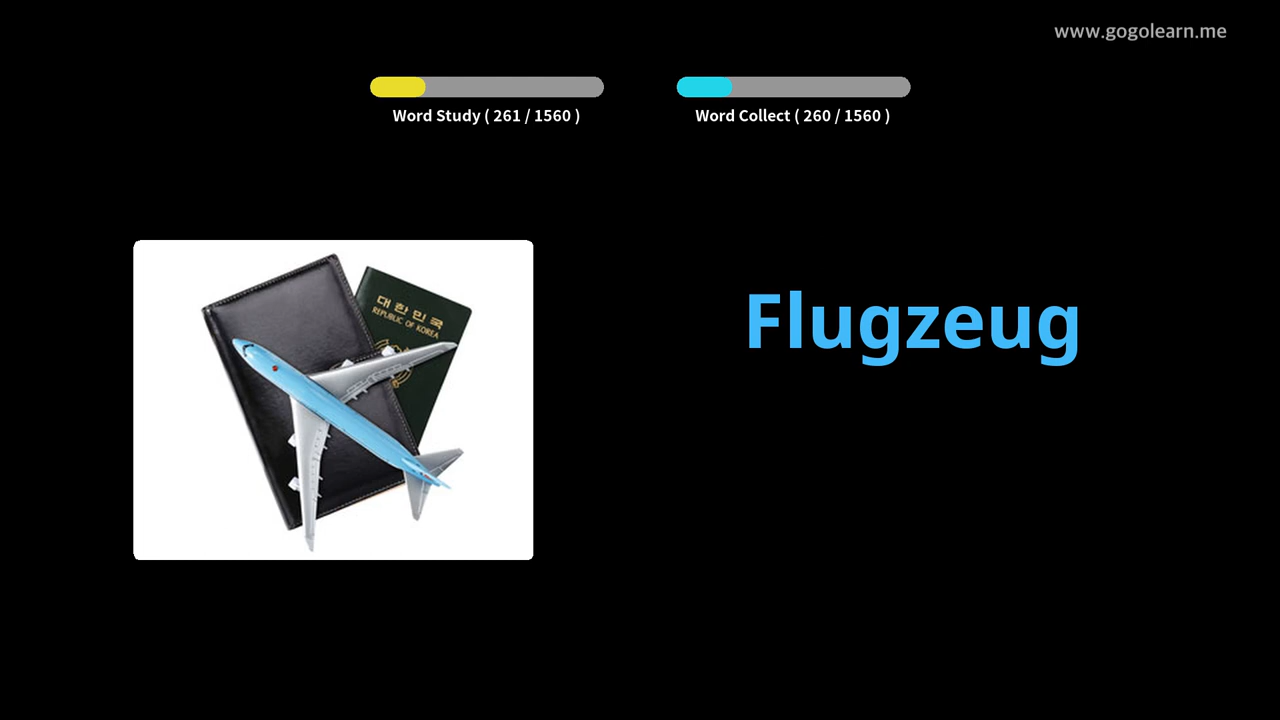 www.gogolearn.me
Word Study ( 261 / 1560 )
Word Collect ( 260 / 1560 )
대한민국
REPUBLIC OF KOREA
Flugzeug